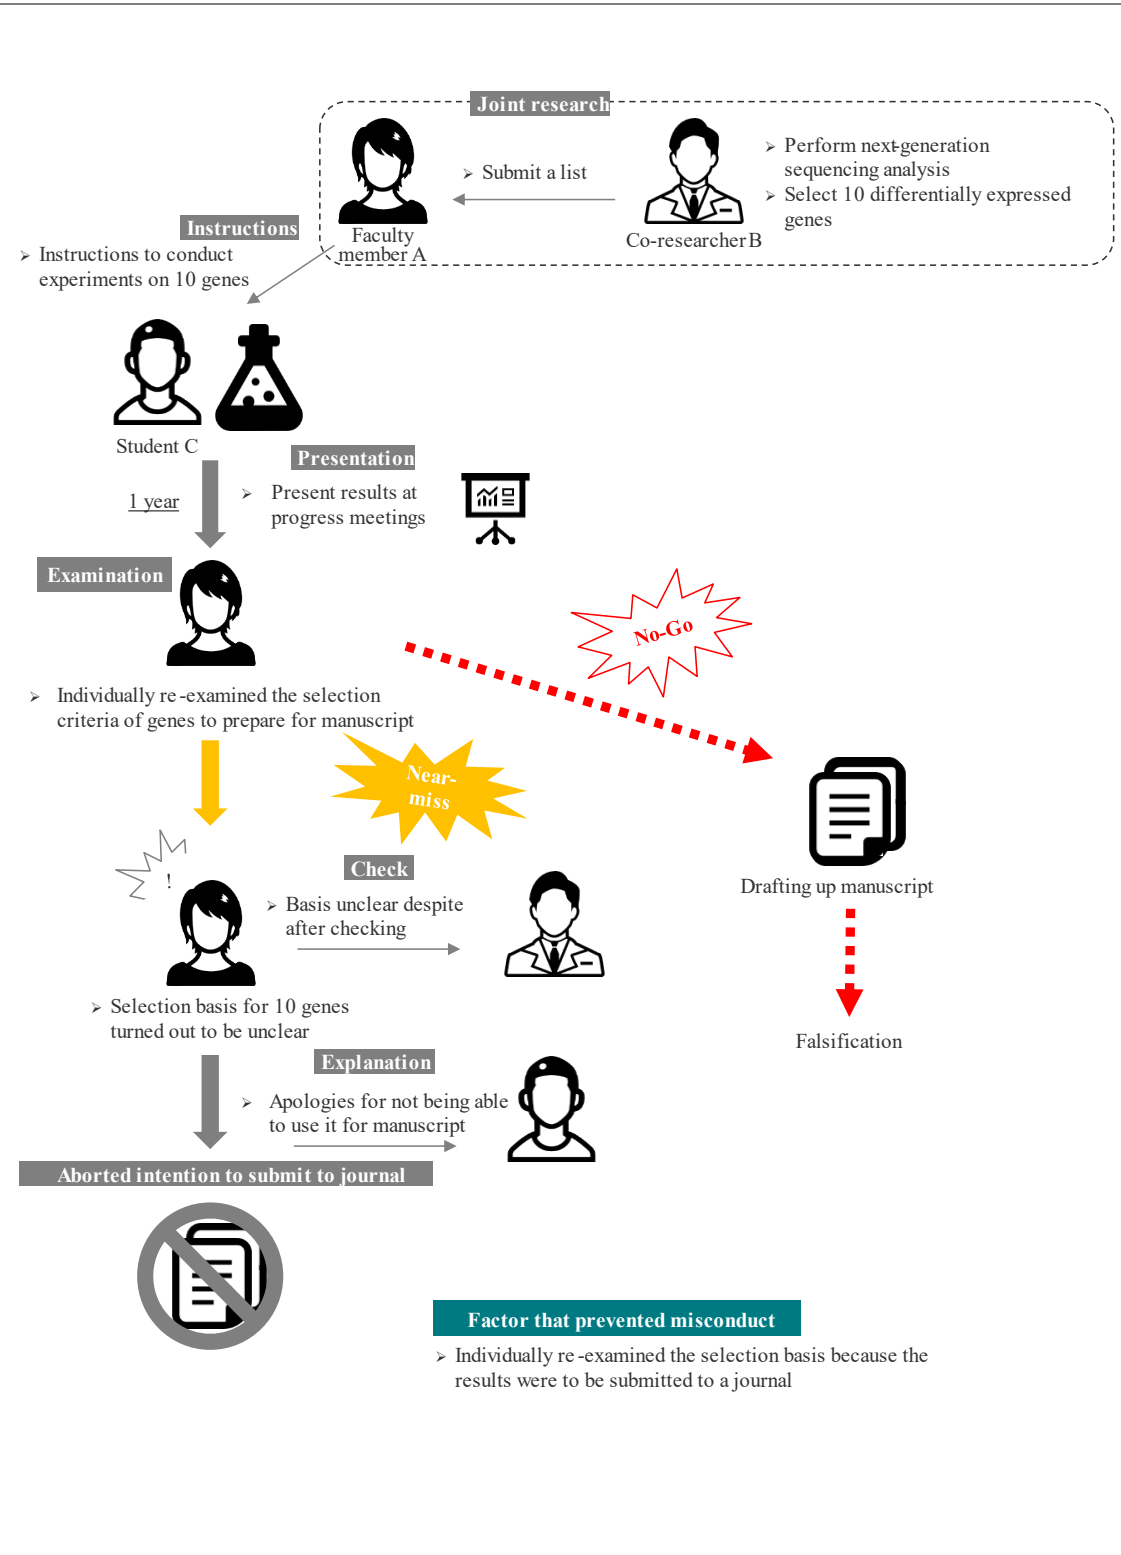 Joint research
Perform next-generation
sequencing analysis
Select 10 differentially expressed
genes
Submit a list
Faculty
member A
Co-researcher B
Instructions
Instructions to conduct
experiments on 10 genes
Student C
Presentation
1 year
Present results at
progress meetings
Examination
No-Go
Individually re-examined the selection
criteria of genes to prepare for manuscript
Near-
miss
Drafting up manuscript
Check
!
Basis unclear despite
after checking
Selection basis for 10 genes
turned out to be unclear
Falsification
Explanation
Apologies for not being able
to use it for manuscript
Aborted intention to submit to journal
Factor that prevented misconduct
Individually re-examined the selection basis because the
results were to be submitted to a journal